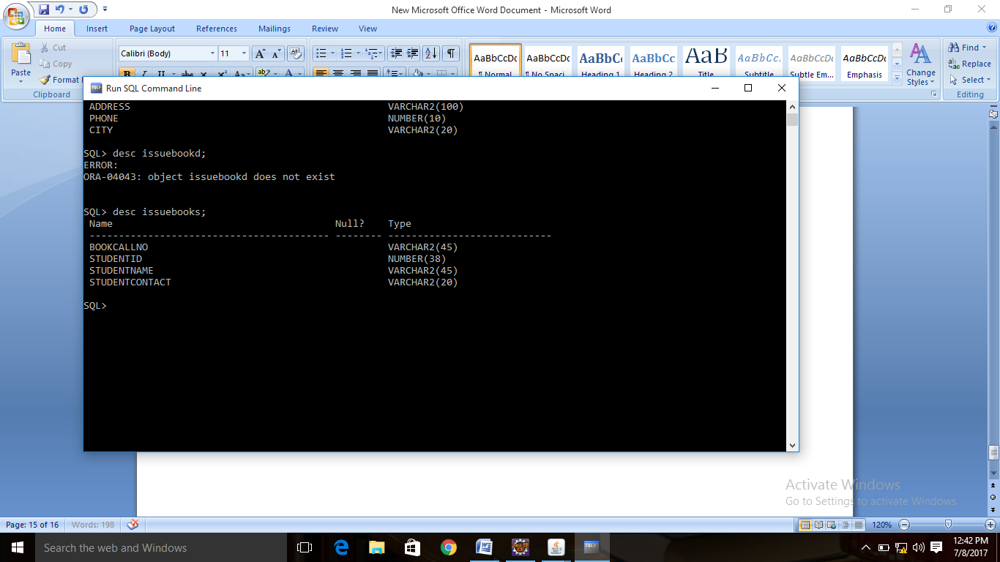 New Microsoft Office Word Document - Microsoft Word
Home Insert Page Layout References Mailings Review View
Paste
Cut
Copy
Format
Clipboard
Calibri (Body) 11
AaBbCcDc AaBbCcDc AaBbC AaBbCc AaB AaBbCc. AaBbCcDc AaBbCcDc
¶ Normal ¶ No Spaci... Heading 1 Heading 2 Title Subtitle Subtle Em... Emphasis
Change
Styles
Find
Replace
Select
Editing
Run SQL Command Line
ADDRESS VARCHAR2(100)
PHONE NUMBER(10)
CITY VARCHAR2(20)
SQL> desc issuebookd;
ERROR:
ORA-04043: object issuebookd does not exist
SQL> desc issuebooks;
Name Null? Type
----------------------------------------- -------- ----------------------------
BOOKCALLNO VARCHAR2(45)
STUDENTID NUMBER(38)
STUDENTNAME VARCHAR2(45)
STUDENTCONTACT VARCHAR2(20)
SQL>
Activate Windows
Go to Settings to activate Windows.
Page: 15 of 16 Words: 198 120%
Search the web and Windows
12:42 PM
7/8/2017